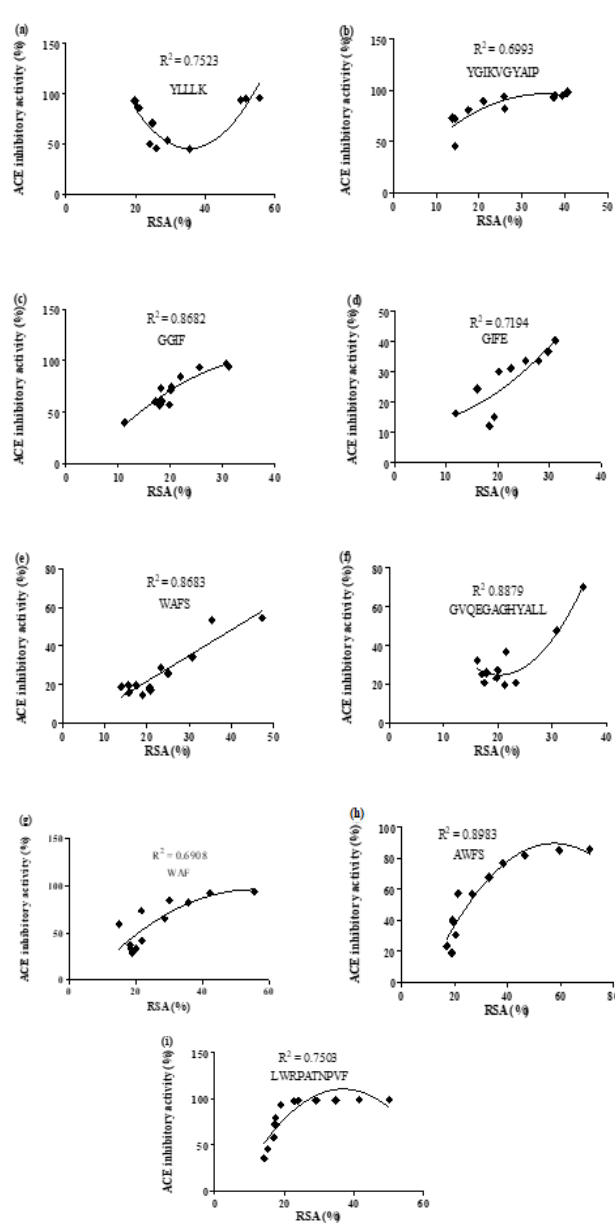 (a)
R² = 0.7523
YLLLK
ACE inhibitory activity (%)
150
100
50
0
0 20 40 60
RSA (%)
(b)
R² = 0.6993
YGIKVGYAIP
ACE inhibitory activity (%)
150
100
50
0
0 10 20 30 40 50
RSA (%)
(c)
R² = 0.8682
GGIF
ACE inhibitory activity (%)
150
100
50
0
0 10 20 30 40
RSA (%)
(d)
R² = 0.7194
GIFE
ACE inhibitory activity (%)
50
40
30
20
10
0
0 10 20 30 40
RSA (%)
(e)
R² = 0.8683
WAFS
ACE inhibitory activity (%)
80
60
40
20
0
0 10 20 30 40 50
RSA (%)
(f)
R² 0.8879
GVQEGAGHYALL
ACE inhibitory activity (%)
80
60
40
20
0
0 10 20 30 40
RSA (%)
(g)
R² = 0.6908
WAF
ACE inhibitory activity (%)
150
100
50
0
0 20 40 60
RSA (%)
(h)
R² = 0.8983
AWFS
ACE inhibitory activity (%)
100
80
60
40
20
0
0 20 40 60 80
RSA (%)
(i)
R² = 0.7503
LWRPATNPVF
ACE inhibitory activity (%)
150
100
50
0
0 20 40 60
RSA (%)